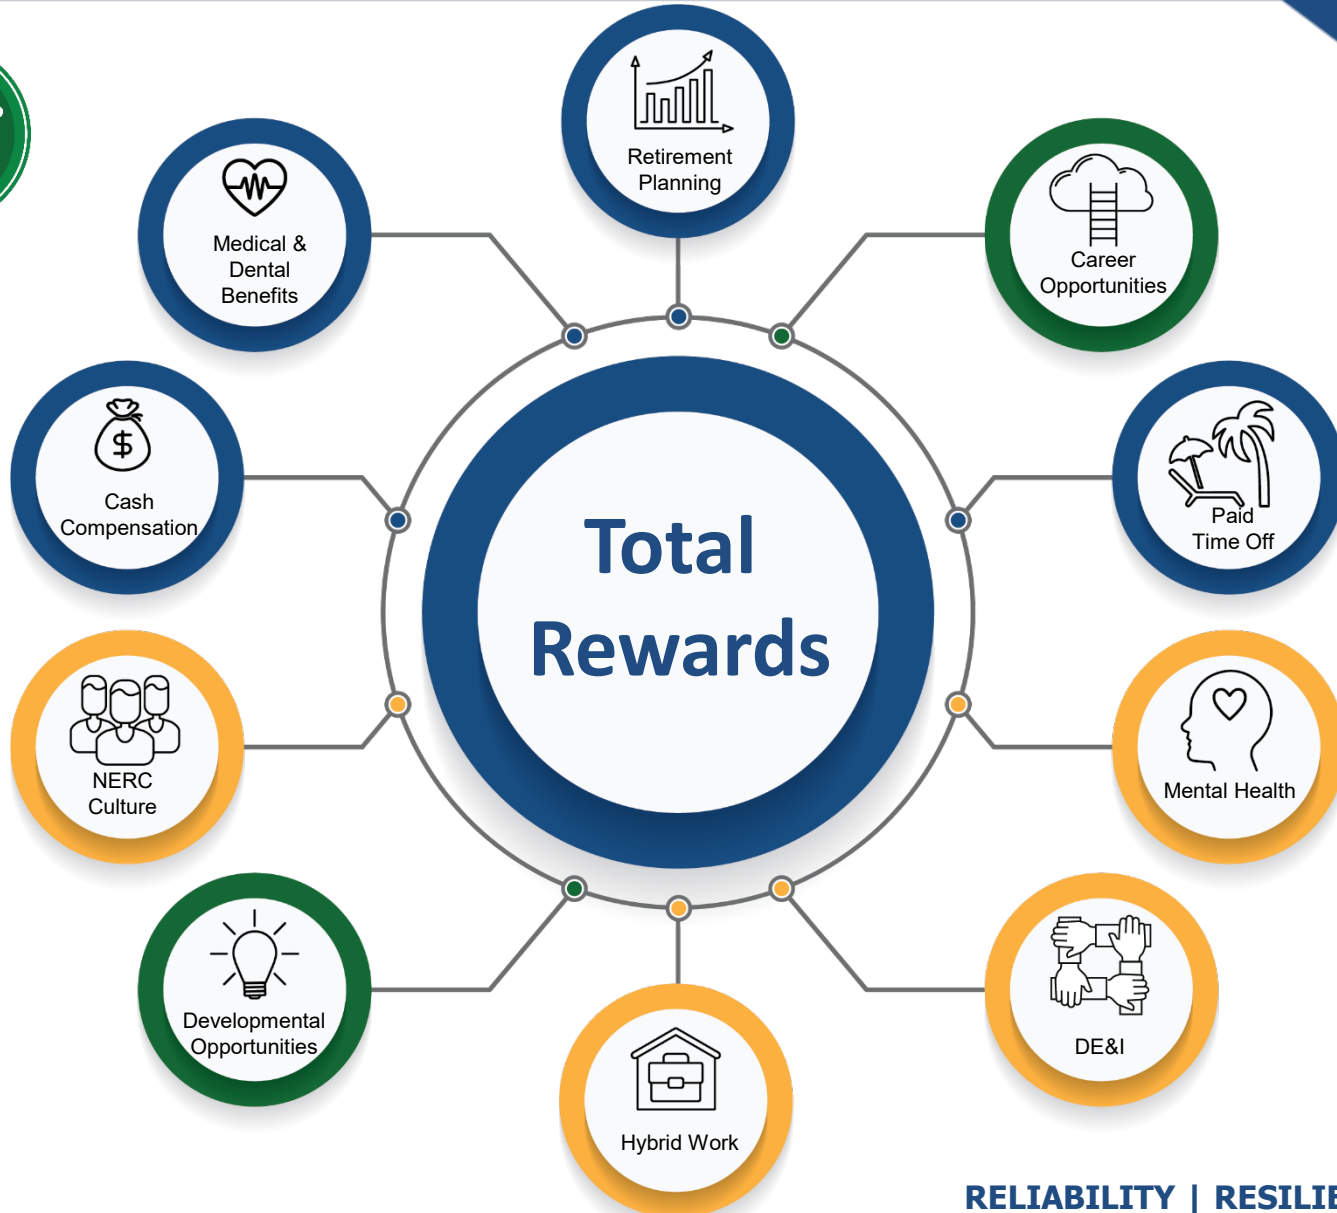 Retirement
Planning
Medical &
Dental
Benefits
Career
Opportunities
Cash
Compensation
$
Paid
Time Off
Total
Rewards
NERC
Culture
Mental Health
Developmental
Opportunities
DE&I
Hybrid Work
RELIABILITY |